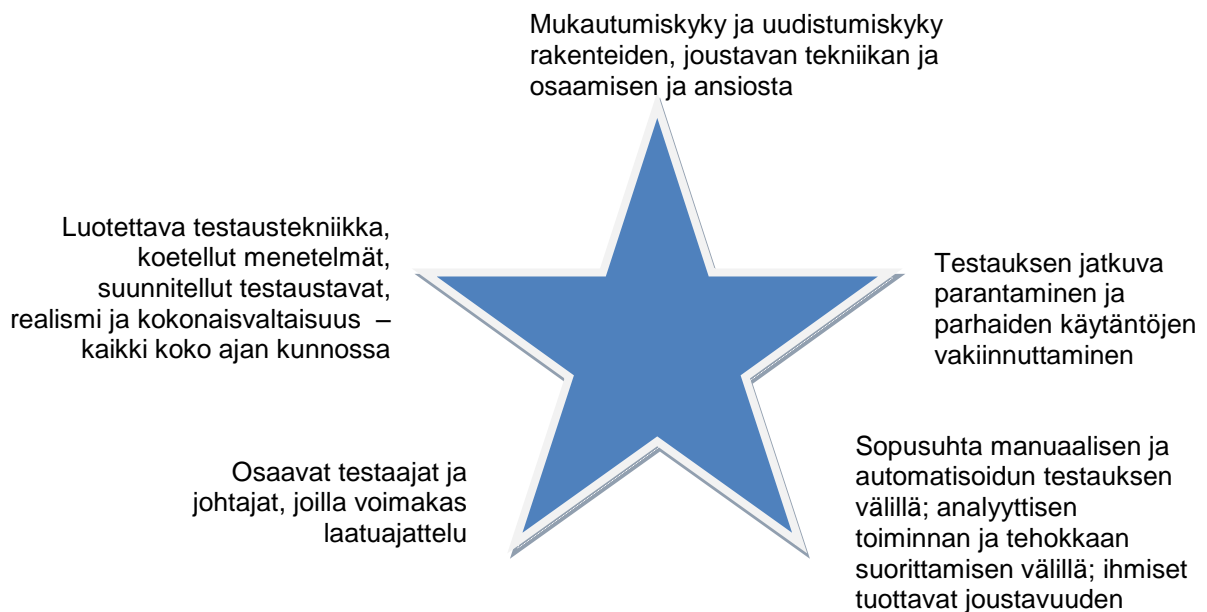 Mukautumiskyky ja uudistumiskyky
rakenteiden, joustavan tekniikan ja
osaamisen ja ansiosta
Luotettava testaustekniikka,
koetellut menetelmät,
suunnitellut testaustavat,
realismi ja kokonaisvaltaisuus –
kaikki koko ajan kunnossa
Testauksen jatkuva
parantaminen ja
parhaiden käytäntöjen
vakiinnuttaminen
Osaavat testaajat ja
johtajat, joilla voimakas
laatuajattelu
Sopusuhta manuaalisen ja
automatisoidun testauksen
välillä; analyyttisen
toiminnan ja tehokkaan
suorittamisen välillä; ihmiset
tuottavat joustavuuden